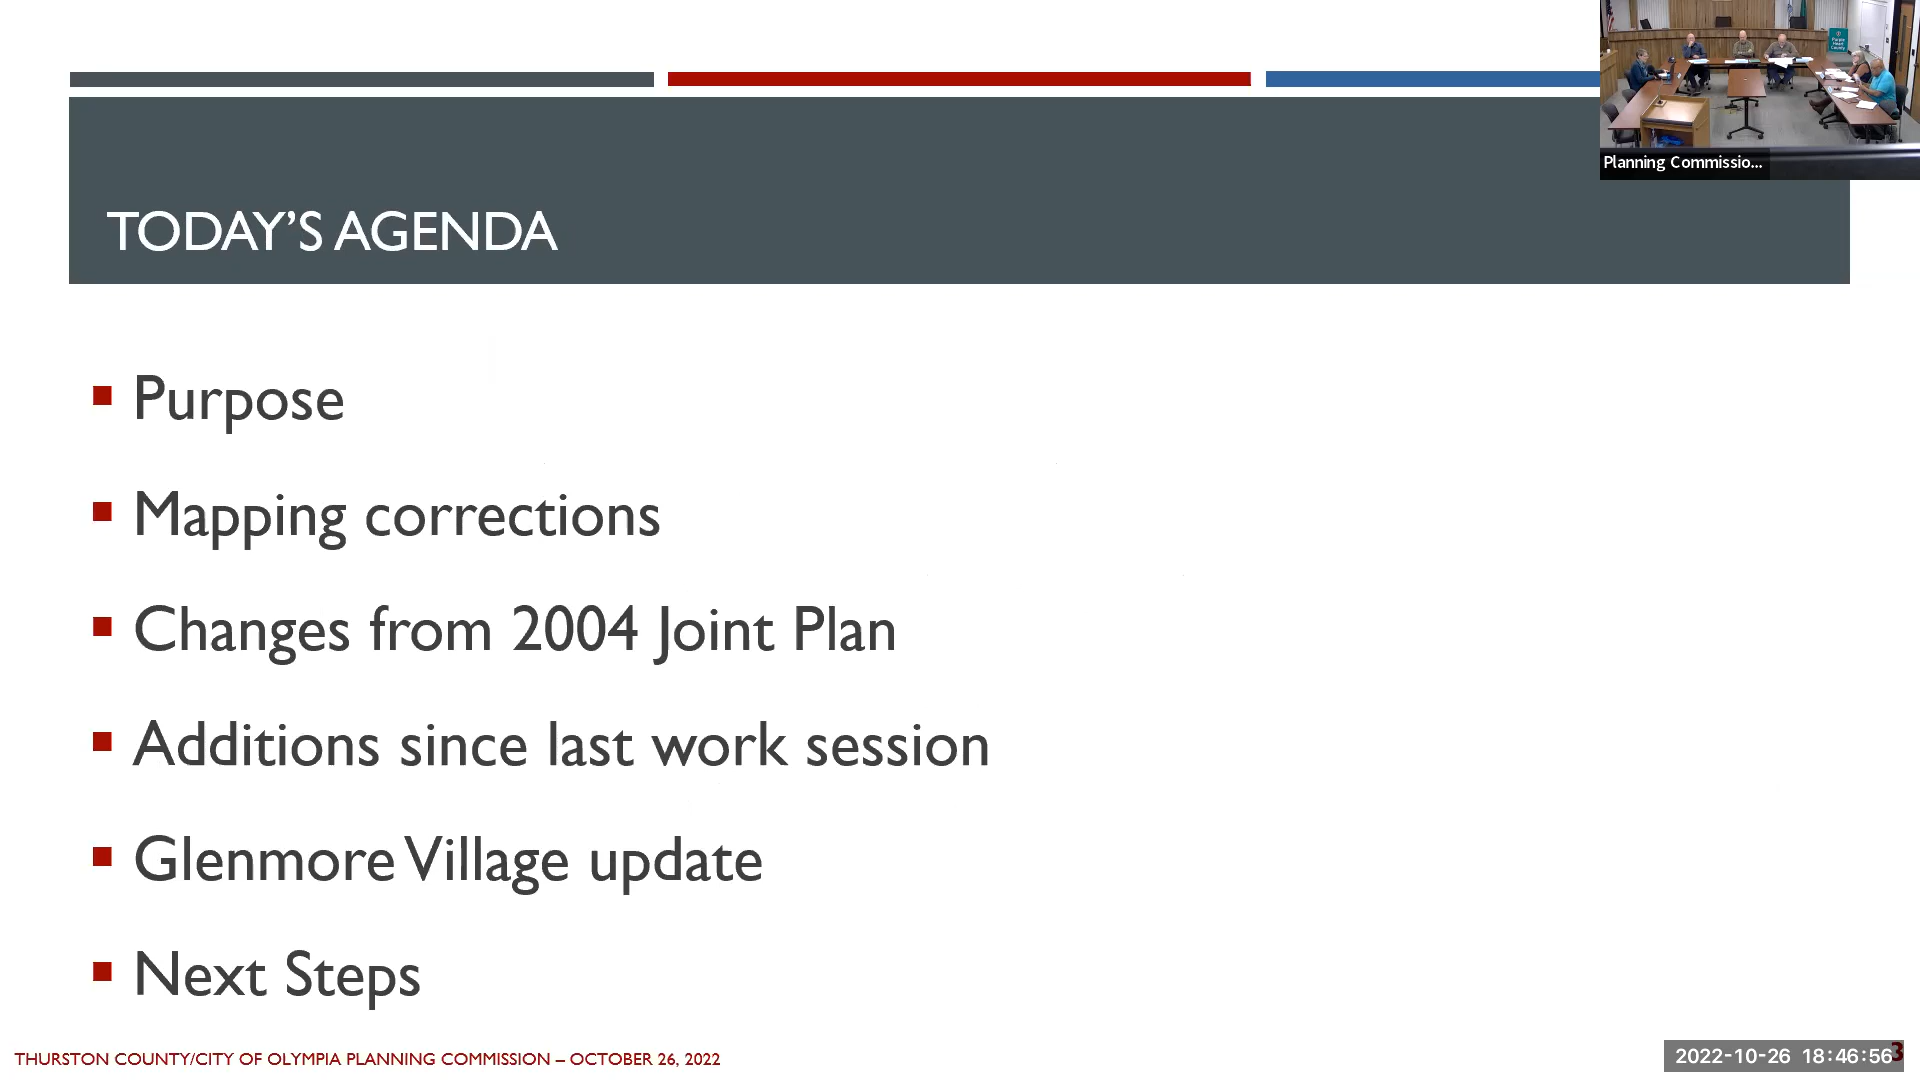 Planning Commissio...
TODAY'S AGENDA
Purpose
Mapping corrections
Changes from 2004 Joint Plan
Additions since last work session
Glenmore Village update
Next Steps
THURSTON COUNTY/CITY OF OLYMPIA PLANNING COMMISSION – OCTOBER 26, 2022
2022-10-26 18:46:56
3